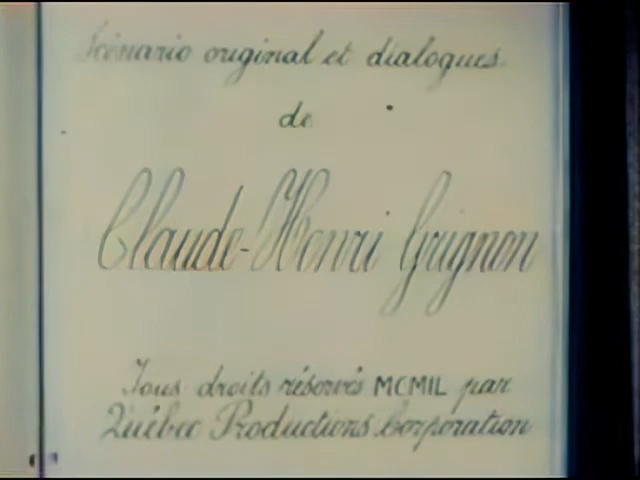 Scénario original et dialogues
de
Claude-Henri Grignon
Tous droits réservés MCMIL par
Québec Productions Corporation